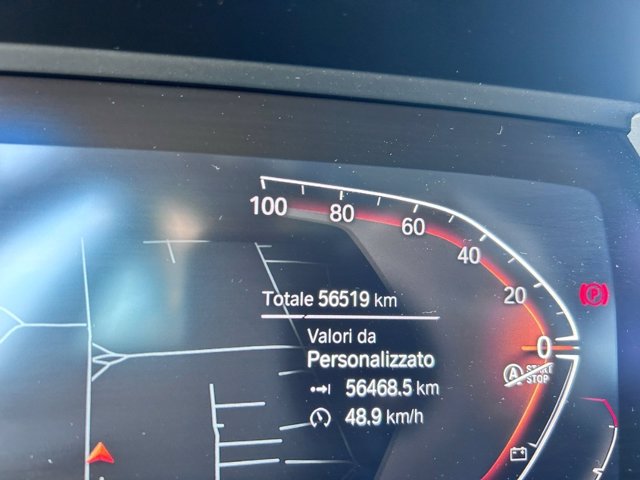 100
80
60
40
20
0
Totale 56519 km
Valori da
Personalizzato
56468.5 km
48.9 km/h
P
A START
STOP